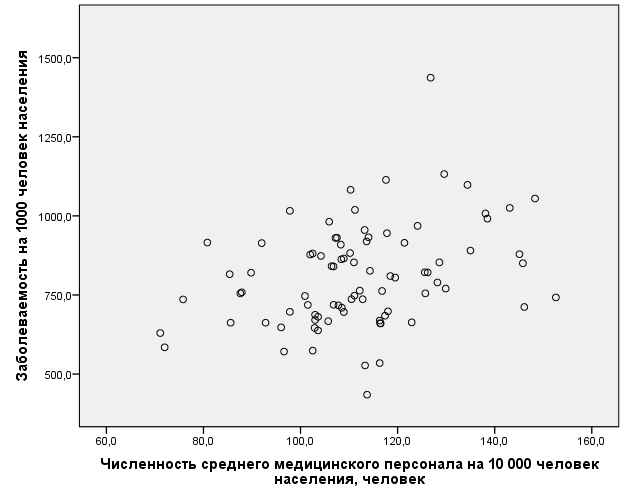 Заболеваемость на 1000 человек населения
1500,0
1250,0
1000,0
750,0
500,0
60,0 80,0 100,0 120,0 140,0 160,0
Численность среднего медицинского персонала на 10 000 человек
населения, человек